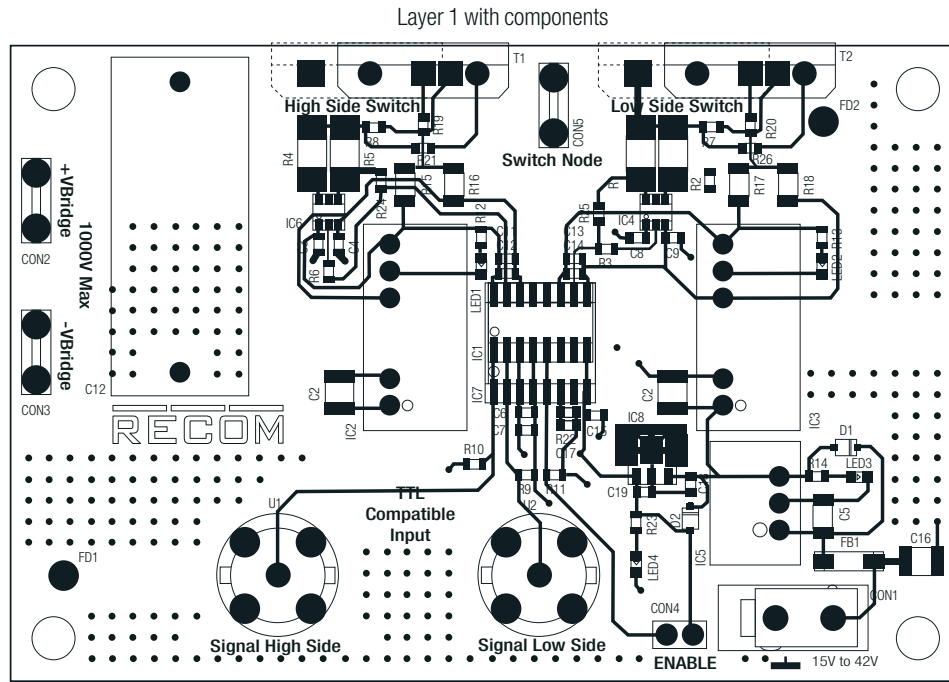 Layer 1 with components
T1
T2
High Side Switch
Low Side Switch
FD2
CON5
Switch Node
R19
R8
R21
R4
R5
R16
R24
R20
R7
R26
R17
R18
R2
R25
+VBridge
1000V Max
CON2
-VBridge
CON3
C12
IC6
C4
R6
LED1
C13
C14
R3
IC4
C8
C9
R13
LED2
IC1
IC7
C2
IC2
C6
C7
R22
C17
C2
IC3
IC8
RECOM
R10
R9
R11
C19
R23
D2
IC5
D1
R14
LED3
C5
FB1
C16
TTL
Compatible
Input
U1
U2
FD1
LED4
CON4
CON1
Signal High Side
Signal Low Side
ENABLE
15V to 42V